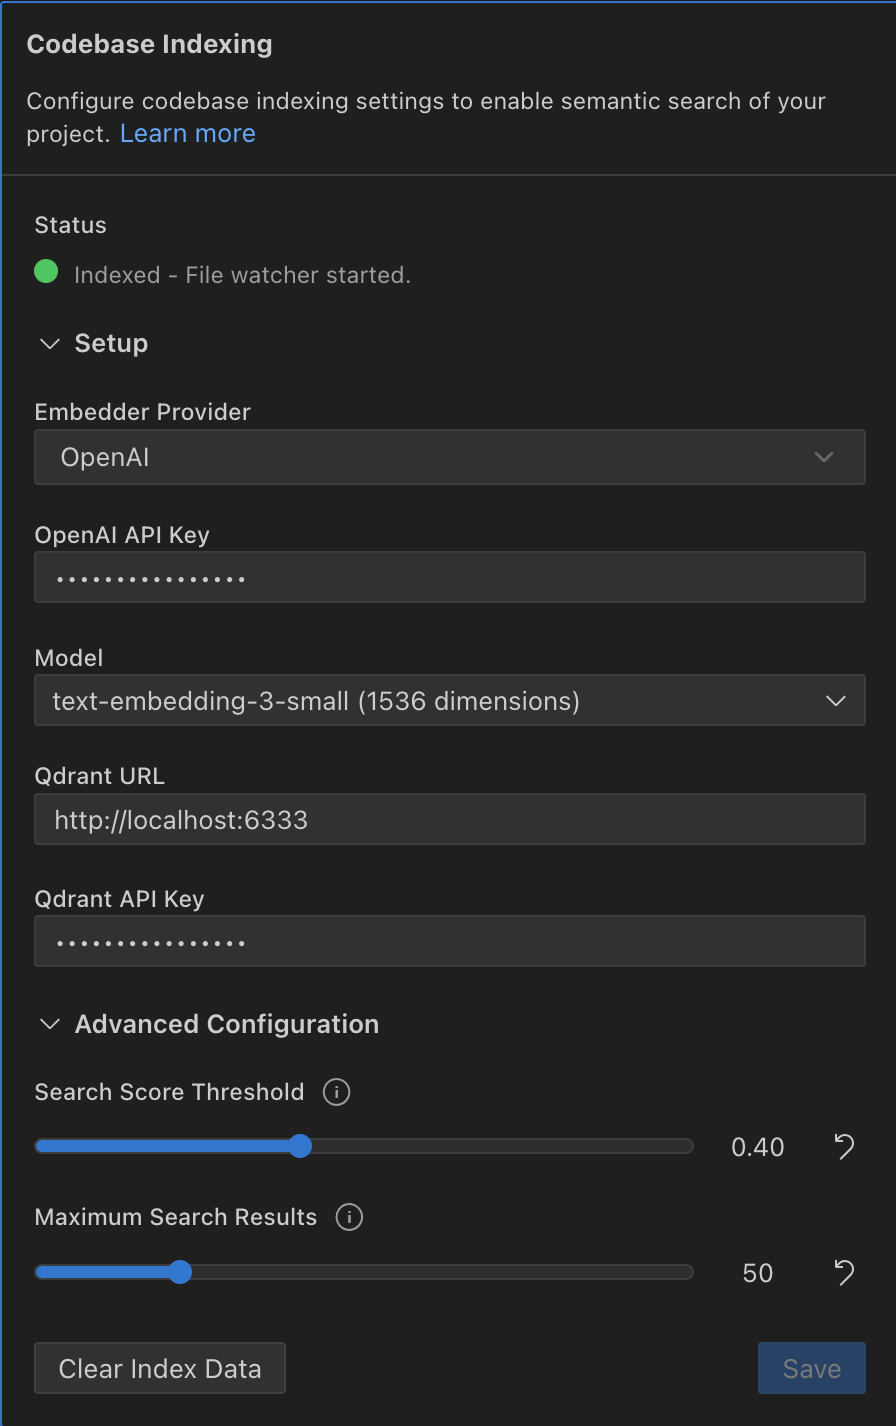 Codebase Indexing
Configure codebase indexing settings to enable semantic search of your
project. Learn more
Status
Indexed - File watcher started.
Setup
Embedder Provider
OpenAI
OpenAI API Key
••••••••••••••••
Model
text-embedding-3-small (1536 dimensions)
Qdrant URL
http://localhost:6333
Qdrant API Key
••••••••••••••••
Advanced Configuration
Search Score Threshold
0.40
Maximum Search Results
50
Clear Index Data
Save